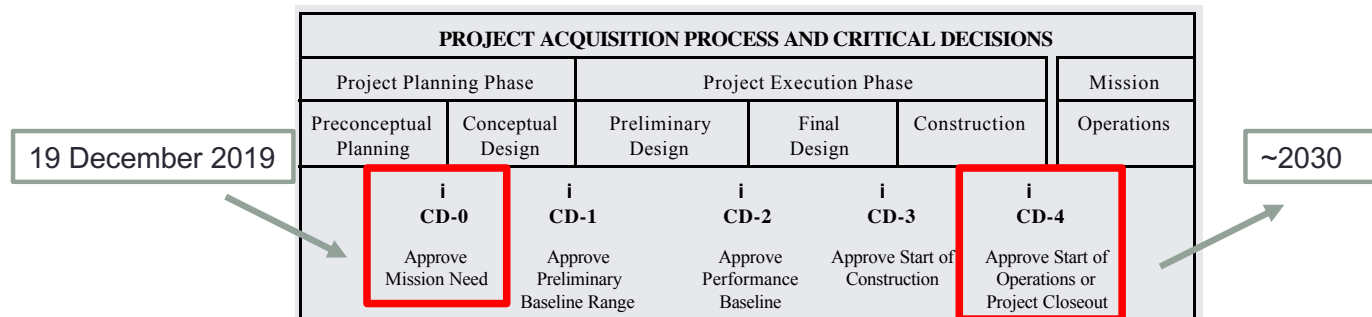 PROJECT ACQUISITION PROCESS AND CRITICAL DECISIONS
Project Planning Phase
Project Execution Phase
Mission
Preconceptual
Planning
Conceptual
Design
Preliminary
Design
Final
Design
Construction
Operations
19 December 2019
~2030
i
CD-0
Approve
Mission Need
i
CD-1
Approve
Preliminary
Baseline Range
i
CD-2
Approve
Performance
Baseline
i
CD-3
Approve Start of
Construction
i
CD-4
Approve Start of
Operations or
Project Closeout